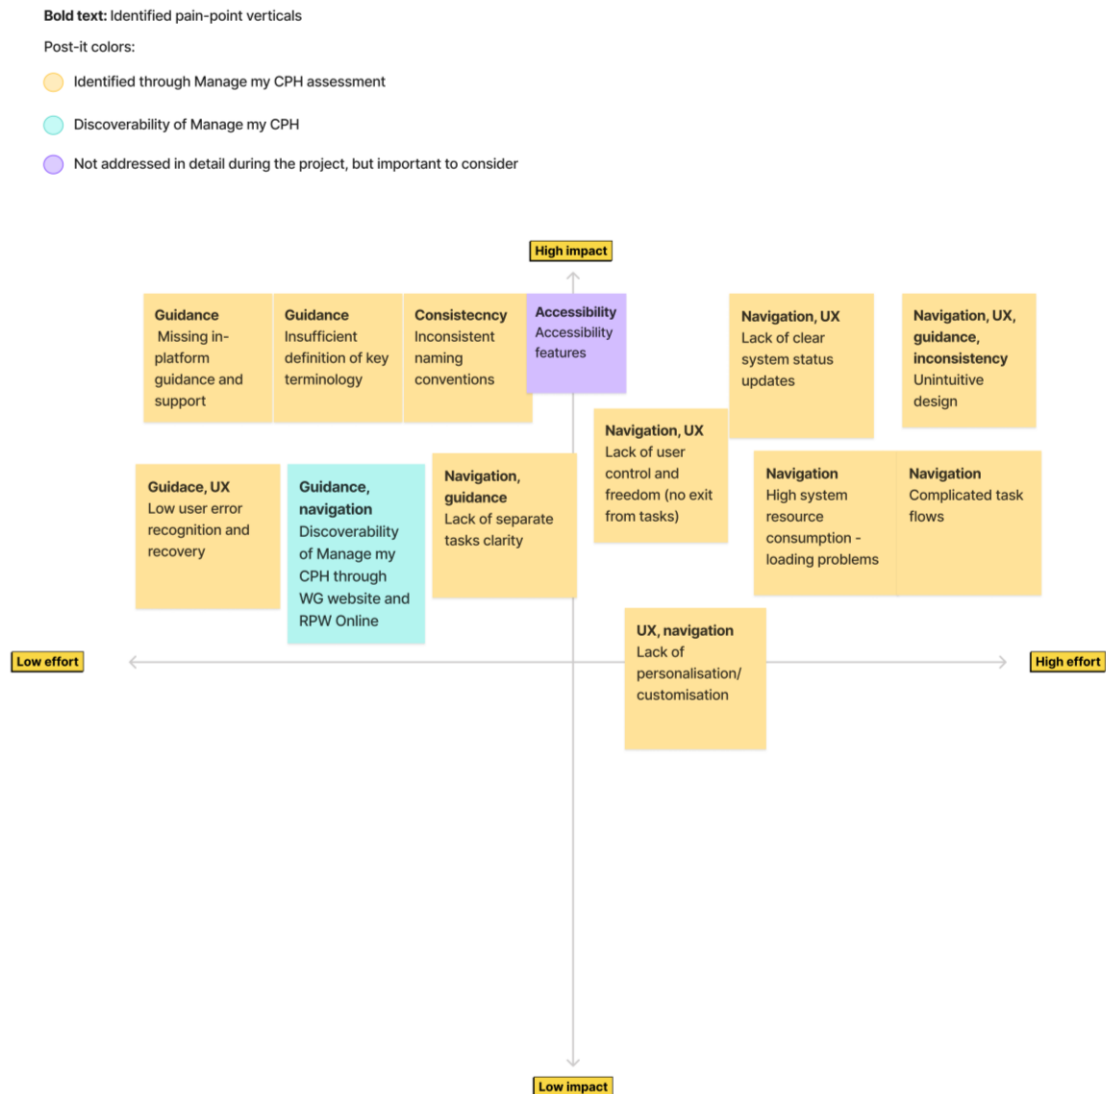 Bold text: Identified pain-point verticals
Post-it colors:
Identified through Manage my CPH assessment
Discoverability of Manage my CPH
Not addressed in detail during the project, but important to consider
High impact
Guidance
Missing in-
platform
guidance and
support
Guidance
Insufficient
definition of key
terminology
Consistecncy
Inconsistent
naming
conventions
Accessibility
Accessibility
features
Navigation, UX
Lack of clear
system status
updates
Navigation, UX,
guidance,
inconsistency
Unintuitive
design
Guidace, UX
Low user error
recognition and
recovery
Guidance,
navigation
Discoverability
of Manage my
CPH through
WG website and
RPW Online
Navigation,
guidance
Lack of separate
tasks clarity
Navigation, UX
Lack of user
control and
freedom (no exit
from tasks)
Navigation
High system
resource
consumption -
loading problems
Navigation
Complicated task
flows
UX, navigation
Lack of
personalisation/
customisation
Low effort
High effort
Low impact